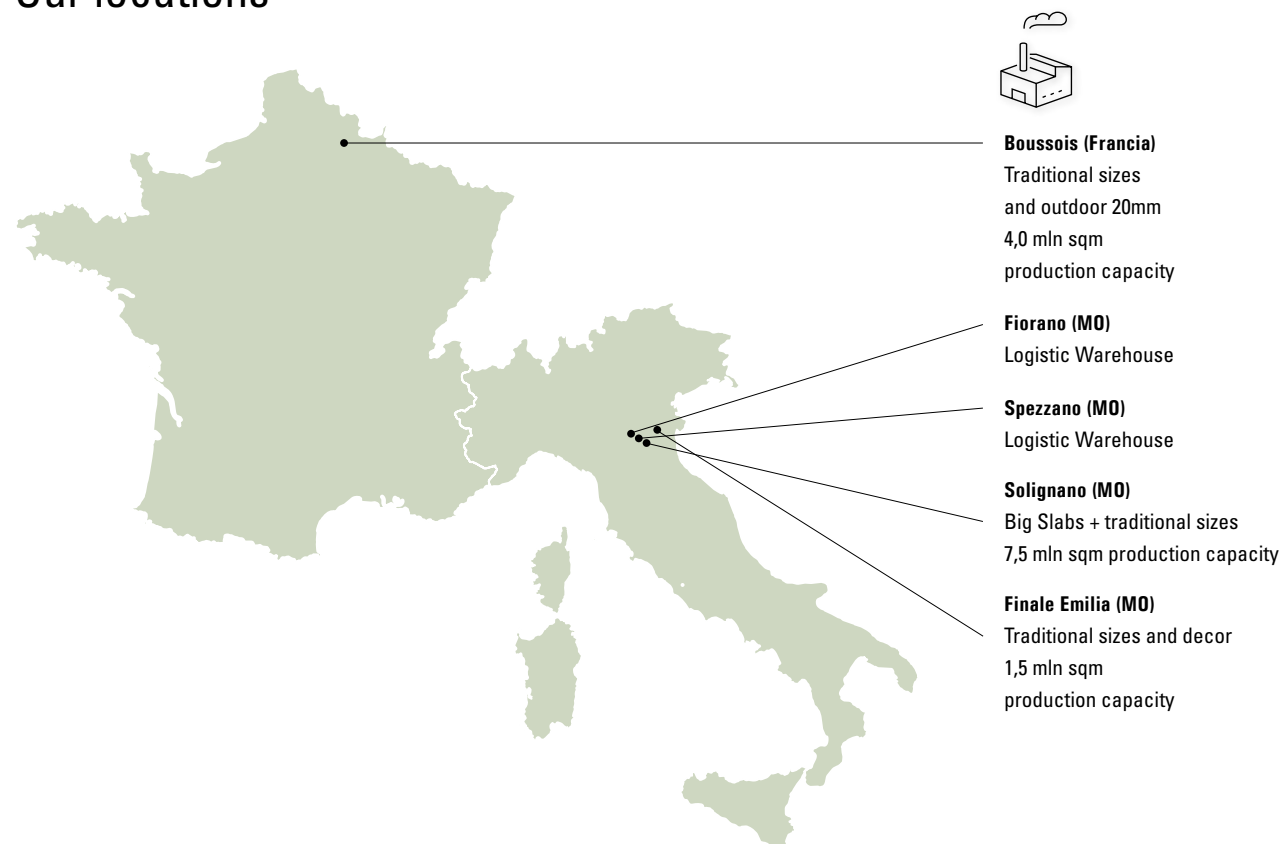 Our locations
Boussois (Francia)
Traditional sizes
and outdoor 20mm
4,0 mln sqm
production capacity
Fiorano (MO)
Logistic Warehouse
Spezzano (MO)
Logistic Warehouse
Solignano (MO)
Big Slabs + traditional sizes
7,5 mln sqm production capacity
Finale Emilia (MO)
Traditional sizes and decor
1,5 mln sqm
production capacity